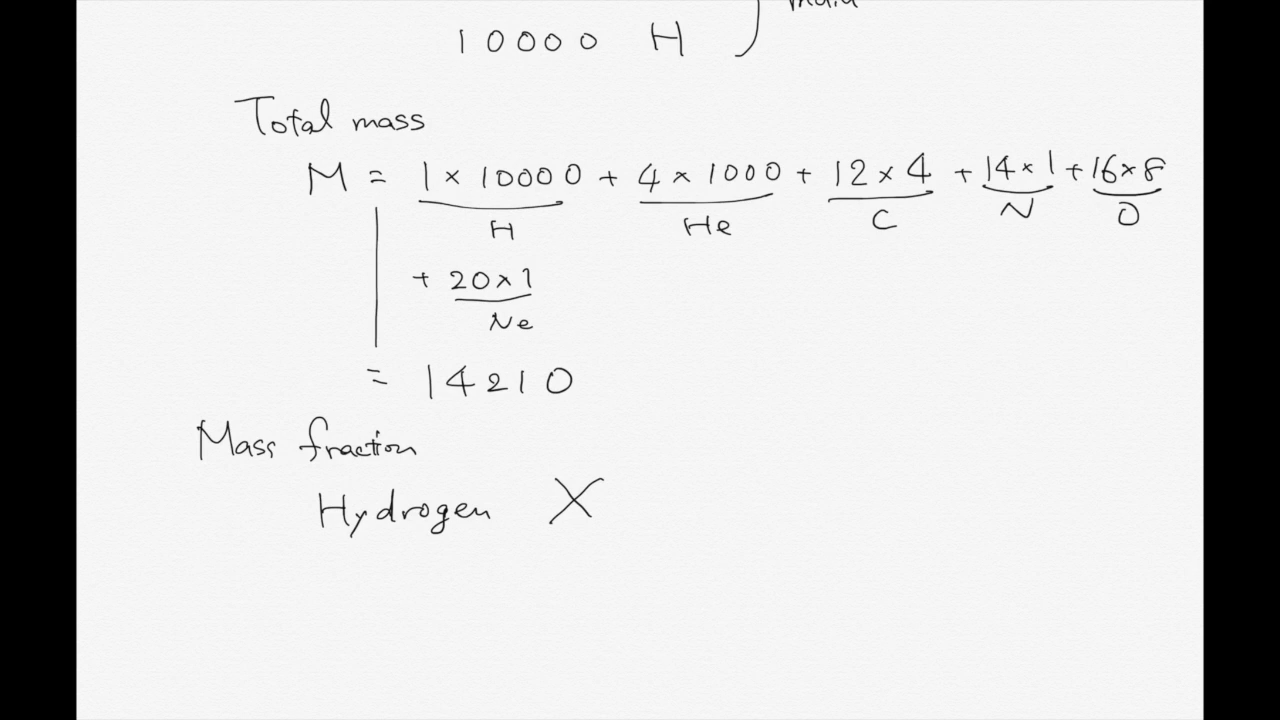 10000 H
Total mass
M = 1 × 10000 + 4 × 1000 + 12 × 4 + 14 × 1 + 16 × 8
H He C N O
+ 20 × 1
Ne
= 14210
Mass fraction
Hydrogen X